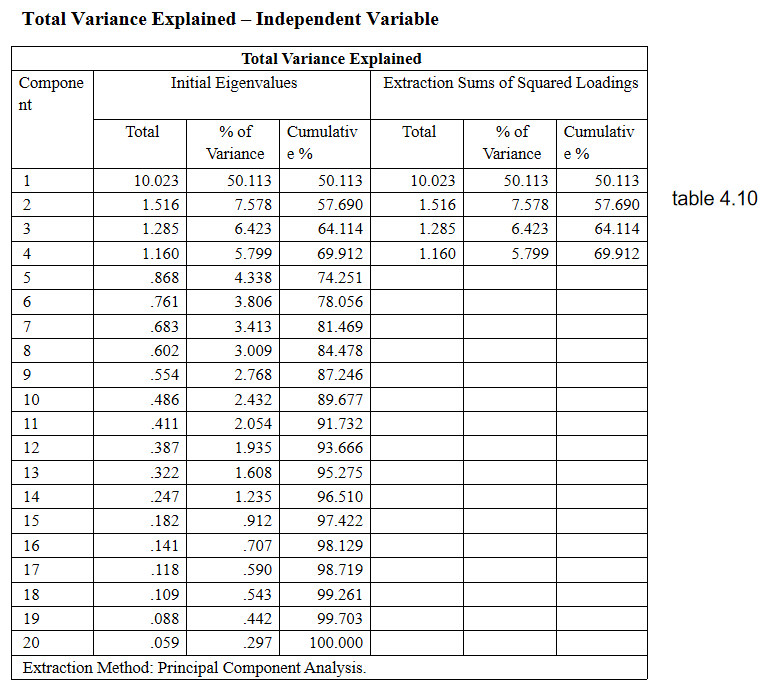 Total Variance Explained – Independent Variable
Total Variance Explained
Compone
nt
Initial Eigenvalues
Extraction Sums of Squared Loadings
Total
% of
Variance
Cumulativ
e %
Total
% of
Variance
Cumulativ
e %
1 10.023 50.113 50.113 10.023 50.113 50.113
2 1.516 7.578 57.690 1.516 7.578 57.690
3 1.285 6.423 64.114 1.285 6.423 64.114
4 1.160 5.799 69.912 1.160 5.799 69.912
5 .868 4.338 74.251
6 .761 3.806 78.056
7 .683 3.413 81.469
8 .602 3.009 84.478
9 .554 2.768 87.246
10 .486 2.432 89.677
11 .411 2.054 91.732
12 .387 1.935 93.666
13 .322 1.608 95.275
14 .247 1.235 96.510
15 .182 .912 97.422
16 .141 .707 98.129
17 .118 .590 98.719
18 .109 .543 99.261
19 .088 .442 99.703
20 .059 .297 100.000
Extraction Method: Principal Component Analysis.
table 4.10